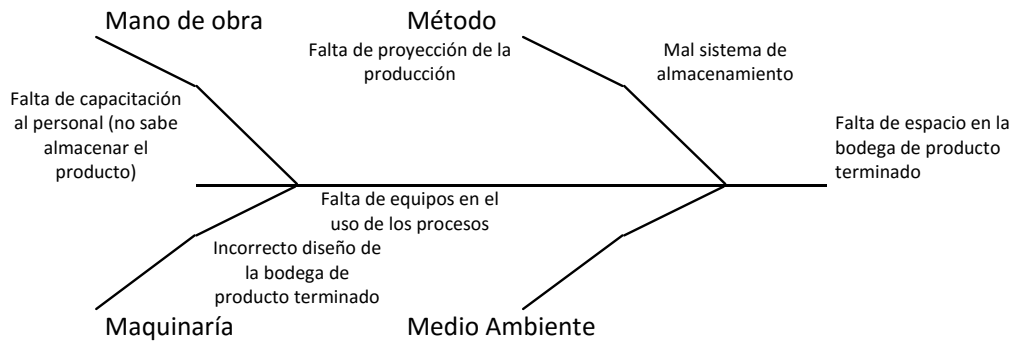 Mano de obra
Método
Falta de proyección de la
producción
Mal sistema de
almacenamiento
Falta de capacitación
al personal (no sabe
almacenar el
producto)
Falta de espacio en la
bodega de producto
terminado
Falta de equipos en el
uso de los procesos
Incorrecto diseño de
la bodega de
producto terminado
Maquinaría
Medio Ambiente